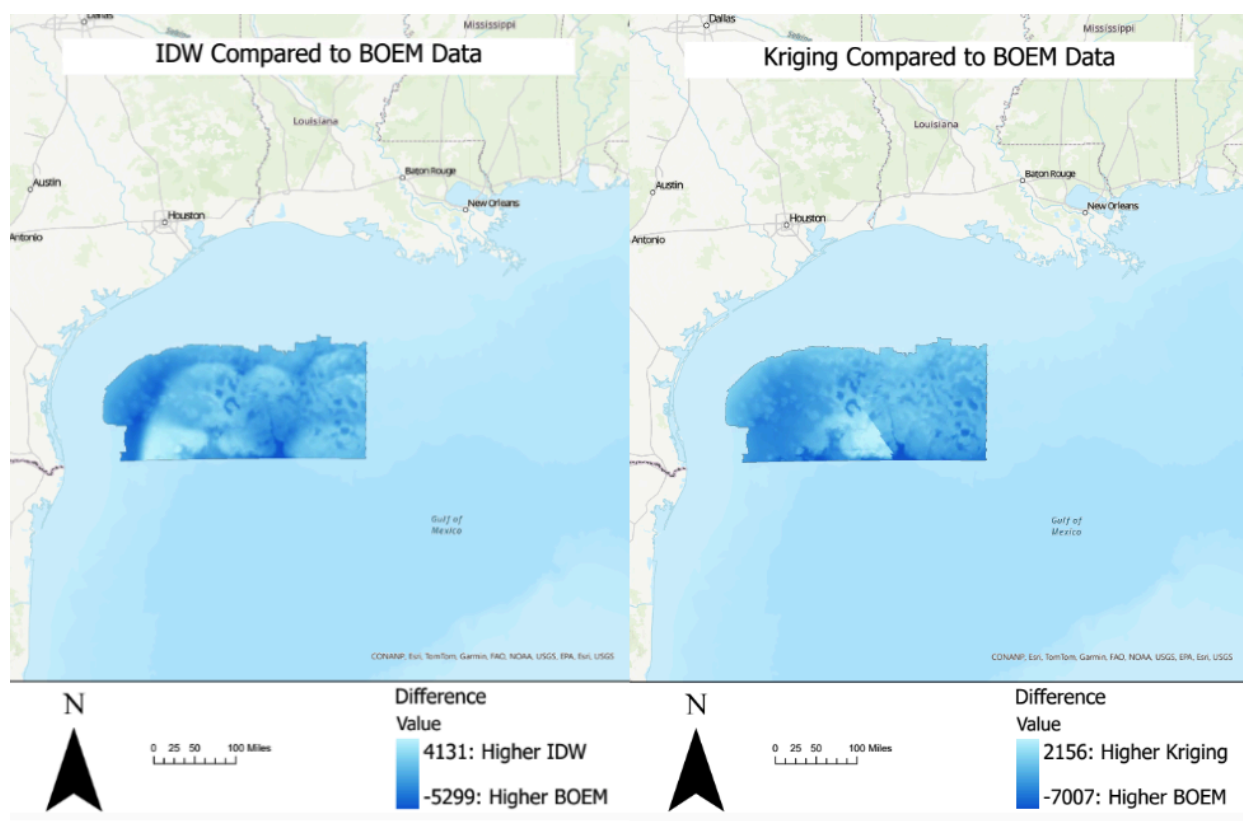 Dallas
Mississippi
IDW Compared to BOEM Data
Louisiana
Austin
Baton Rouge
Houston
New Orleans
Antonio
Gulf of
Mexico
CONANP, Esri, TomTom, Garmin, FAO, NOAA, USGS, EPA, Esri, USGS
N
0 25 50 100 Miles
Difference
Value
4131: Higher IDW
-5299: Higher BOEM
Dallas
Mississippi
Kriging Compared to BOEM Data
Louisiana
Austin
Baton Rouge
Houston
New Orleans
Antonio
Gulf of
Mexico
CONANP, Esri, TomTom, Garmin, FAO, NOAA, USGS, EPA, Esri, USGS
N
0 25 50 100 Miles
Difference
Value
2156: Higher Kriging
-7007: Higher BOEM